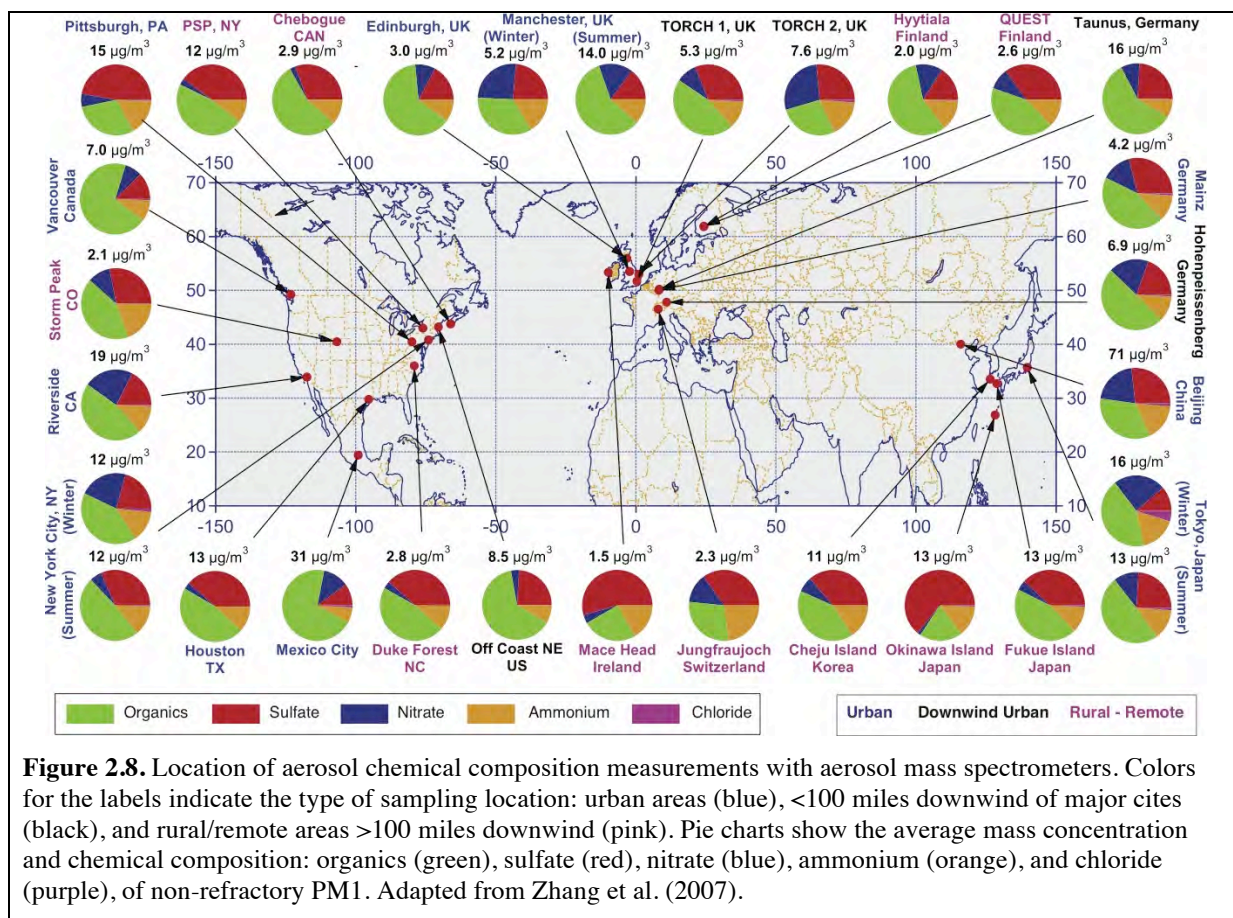 Pittsburgh, PA
15 µg/m³
PSP, NY
12 µg/m³
Chebogue
CAN
2.9 µg/m³
Edinburgh, UK
3.0 µg/m³
Manchester, UK
(Winter) (Summer)
5.2 µg/m³ 14.0 µg/m³
TORCH 1, UK
5.3 µg/m³
TORCH 2, UK
7.6 µg/m³
Hyytiala
Finland
2.0 µg/m³
QUEST
Finland
2.6 µg/m³
Taunus, Germany
16 µg/m³
-150 -100 -50 0 50 100 150
70 70
60 60
50 50
40 40
30 30
20 20
10 10
-150 -100 -50 0 50 100 150
7.0 µg/m³
Vancouver
Canada
2.1 µg/m³
Storm Peak
CO
19 µg/m³
Riverside
CA
12 µg/m³
New York City, NY
(Summer) (Winter)
12 µg/m³
4.2 µg/m³
Mainz
Germany
6.9 µg/m³
Hohenpeissenberg
Germany
71 µg/m³
Beijing
China
16 µg/m³
Tokyo, Japan
(Summer) (Winter)
13 µg/m³
13 µg/m³
Houston
TX
31 µg/m³
Mexico City
2.8 µg/m³
Duke Forest
NC
8.5 µg/m³
Off Coast NE
US
1.5 µg/m³
Mace Head
Ireland
2.3 µg/m³
Jungfraujoch
Switzerland
11 µg/m³
Cheju Island
Korea
13 µg/m³
Okinawa Island
Japan
13 µg/m³
Fukue Island
Japan
Organics Sulfate Nitrate Ammonium Chloride
Urban Downwind Urban Rural - Remote
Figure 2.8. Location of aerosol chemical composition measurements with aerosol mass spectrometers. Colors
for the labels indicate the type of sampling location: urban areas (blue), <100 miles downwind of major cites
(black), and rural/remote areas >100 miles downwind (pink). Pie charts show the average mass concentration
and chemical composition: organics (green), sulfate (red), nitrate (blue), ammonium (orange), and chloride
(purple), of non-refractory PM1. Adapted from Zhang et al. (2007).